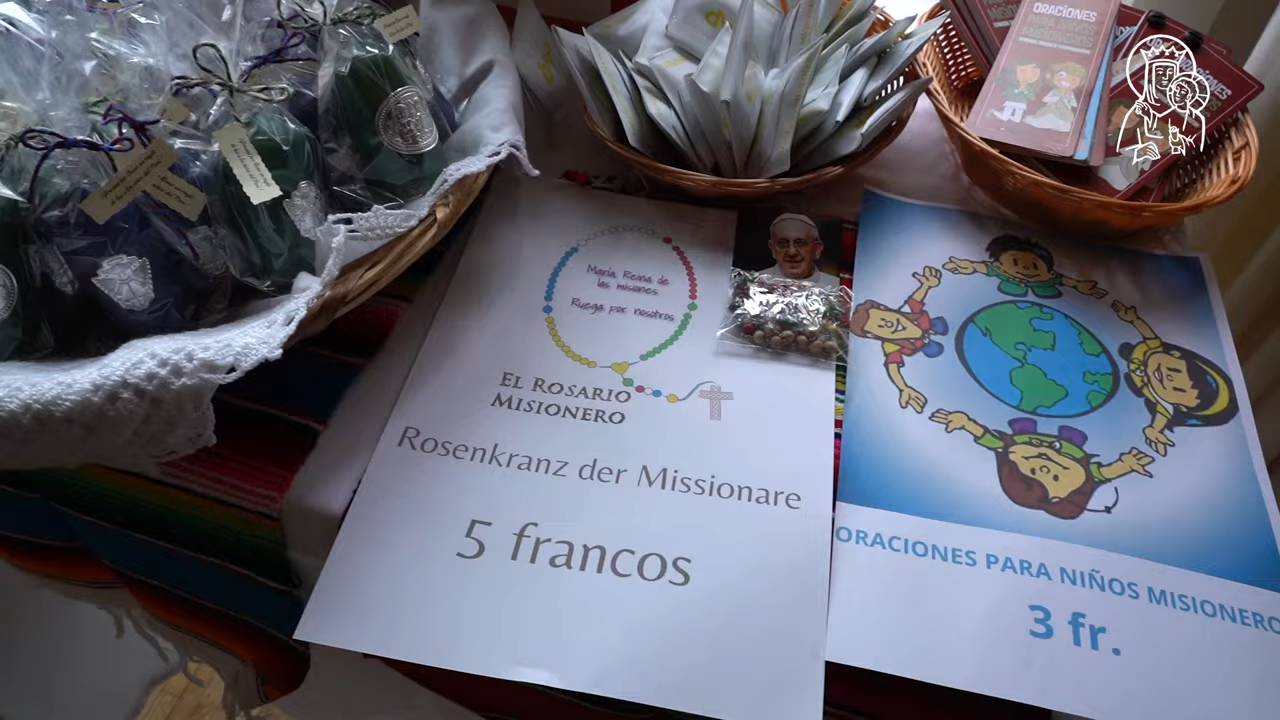 ORACIONES
María Reina de
las misiones
Ruega por nosotros
EL ROSARIO
MISIONERO
Rosenkranz der Missionare
5 francos
ORACIONES PARA NIÑOS MISIONERO
3 fr.